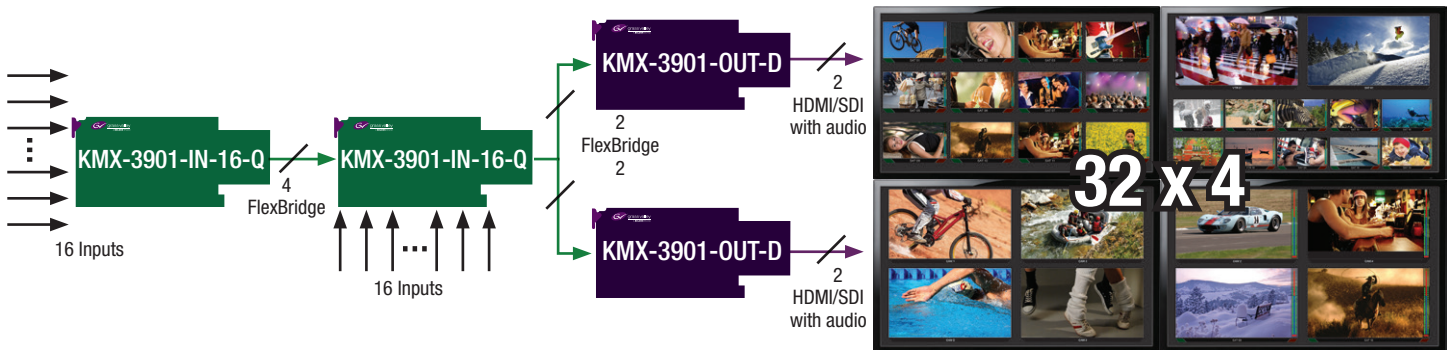 16 Inputs
KMX-3901-IN-16-Q
4
FlexBridge
KMX-3901-IN-16-Q
16 Inputs
KMX-3901-OUT-D
2
FlexBridge
2
KMX-3901-OUT-D
2
HDMI/SDI
with audio
2
HDMI/SDI
with audio
32 x 4